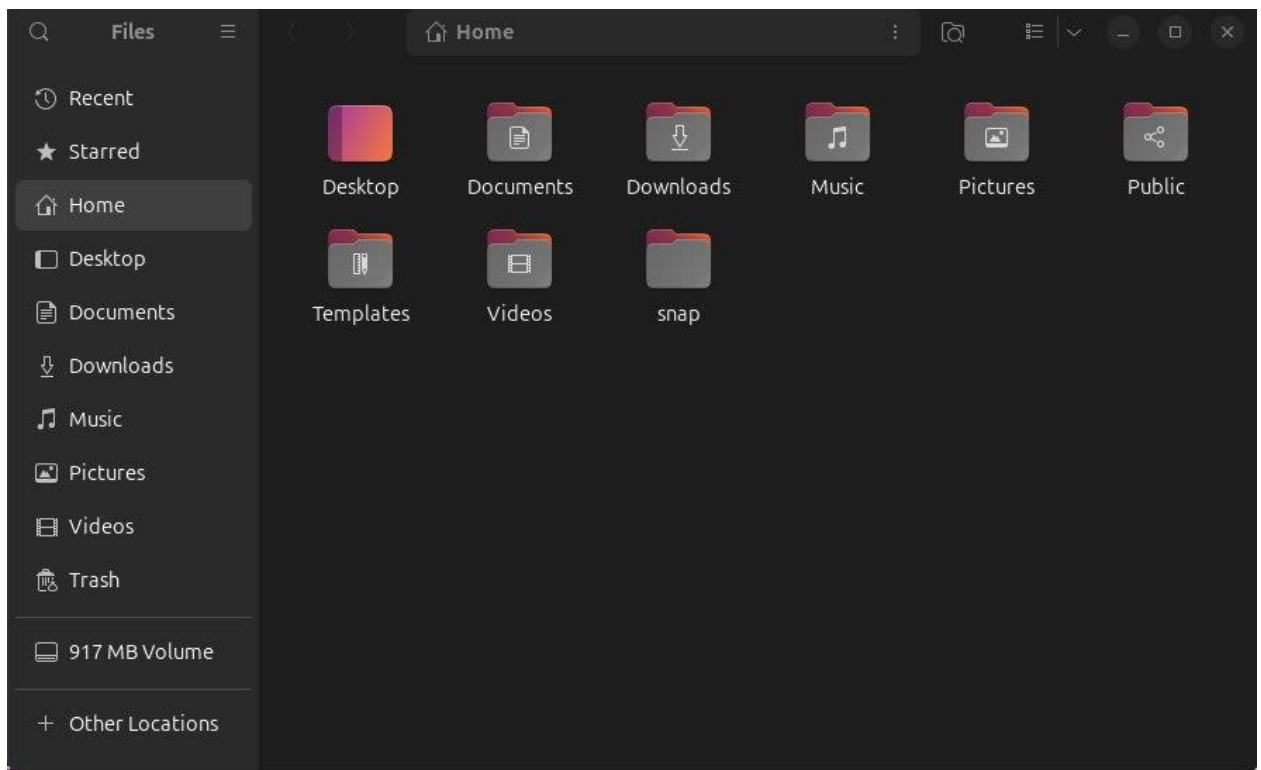 Files
Home
Recent
Starred
Home
Desktop
Documents
Downloads
Music
Pictures
Videos
Trash
917 MB Volume
Other Locations
Desktop Documents Downloads Music Pictures Public
Templates Videos snap